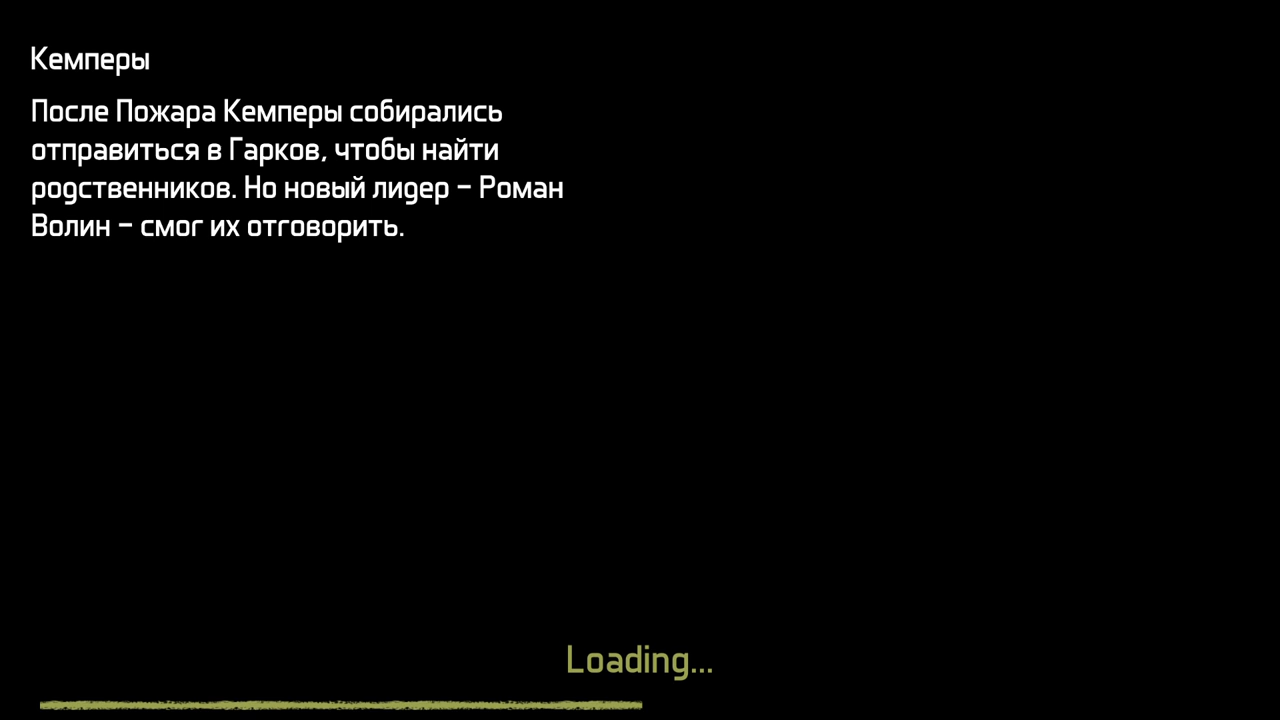 Кемперы
После Пожара Кемперы собирались
отправиться в Гарков, чтобы найти
родственников. Но новый лидер – Роман
Волин – смог их отговорить.
Loading...